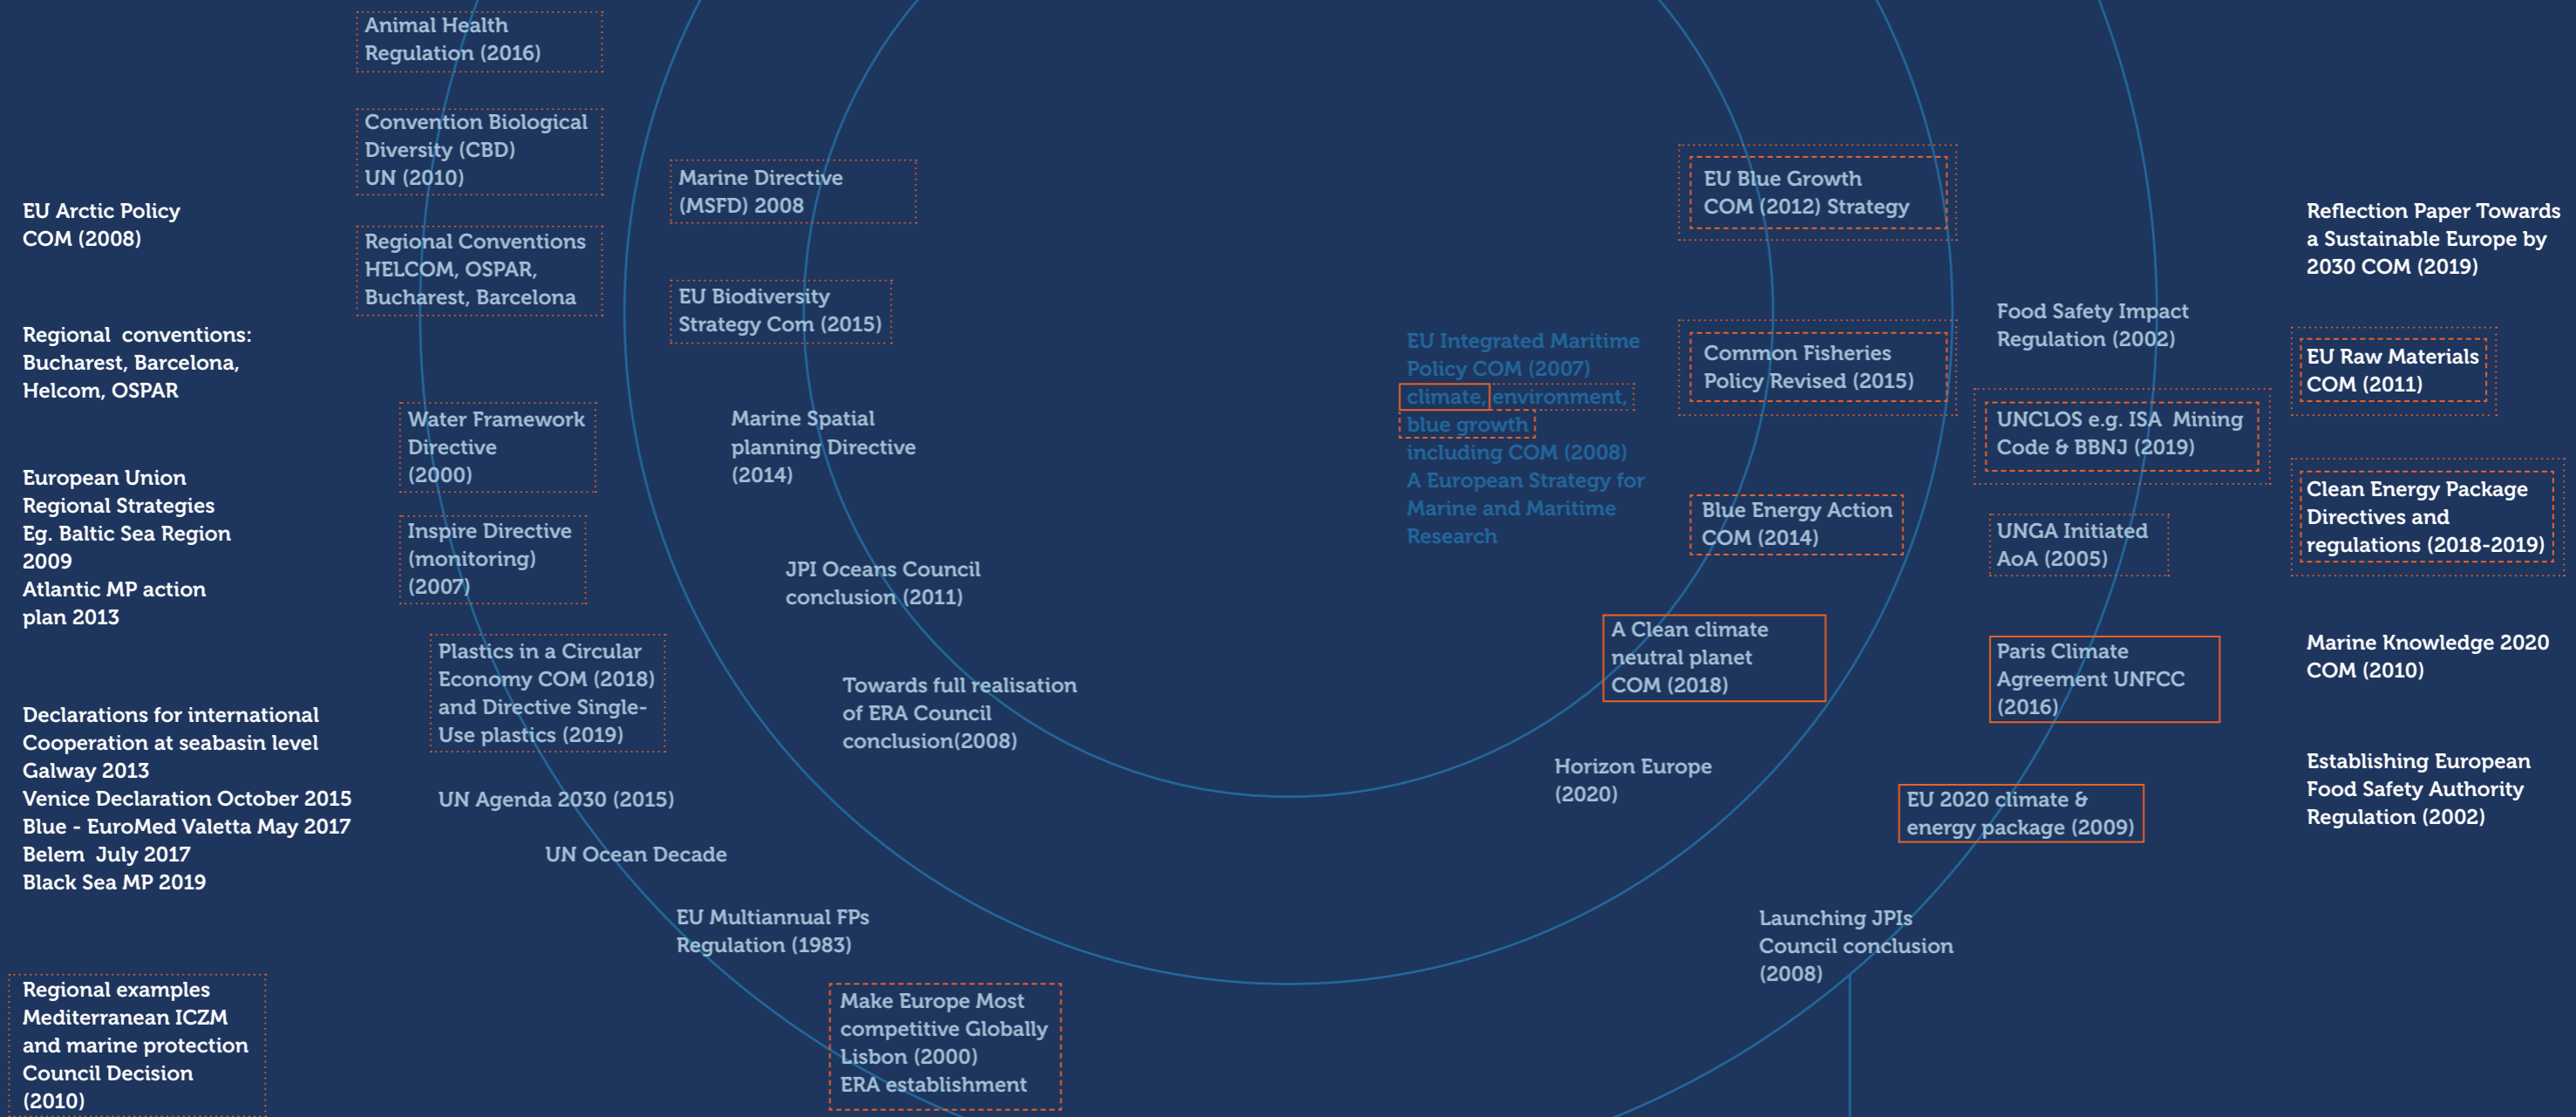 Animal Health
Regulation (2016)
Convention Biological
Diversity (CBD)
UN (2010)
Regional Conventions
HELCOM, OSPAR,
Bucharest, Barcelona
EU Arctic Policy
COM (2008)
Regional  conventions:
Bucharest, Barcelona,
Helcom, OSPAR
European Union
Regional Strategies
Eg. Baltic Sea Region
2009
Atlantic MP action
plan 2013
Declarations for international
Cooperation at seabasin level
Galway 2013
Venice Declaration October 2015
Blue - EuroMed Valetta May 2017
Belem  July 2017
Black Sea MP 2019
Regional examples
Mediterranean ICZM
and marine protection
Council Decision
(2010)
Water Framework
Directive
(2000)
Inspire Directive
(monitoring)
(2007)
Plastics in a Circular
Economy COM (2018)
and Directive Single-
Use plastics (2019)
UN Agenda 2030 (2015)
UN Ocean Decade
EU Multiannual FPs
Regulation (1983)
Make Europe Most
competitive Globally
Lisbon (2000)
ERA establishment
Marine Directive
(MSFD) 2008
EU Biodiversity
Strategy Com (2015)
Marine Spatial
planning Directive
(2014)
JPI Oceans Council
conclusion (2011)
Towards full realisation
of ERA Council
conclusion(2008)
EU Integrated Maritime
Policy COM (2007)
climate, environment,
blue growth
including COM (2008)
A European Strategy for
Marine and Maritime
Research
EU Blue Growth
COM (2012) Strategy
Common Fisheries
Policy Revised (2015)
Blue Energy Action
COM (2014)
A Clean climate
neutral planet
COM (2018)
Horizon Europe
(2020)
Launching JPIs
Council conclusion
(2008)
Food Safety Impact
Regulation (2002)
UNCLOS e.g. ISA  Mining
Code & BBNJ (2019)
UNGA Initiated
AoA (2005)
Paris Climate
Agreement UNFCC
(2016)
EU 2020 climate &
energy package (2009)
Reflection Paper Towards
a Sustainable Europe by
2030 COM (2019)
EU Raw Materials
COM (2011)
Clean Energy Package
Directives and
regulations (2018-2019)
Marine Knowledge 2020
COM (2010)
Establishing European
Food Safety Authority
Regulation (2002)